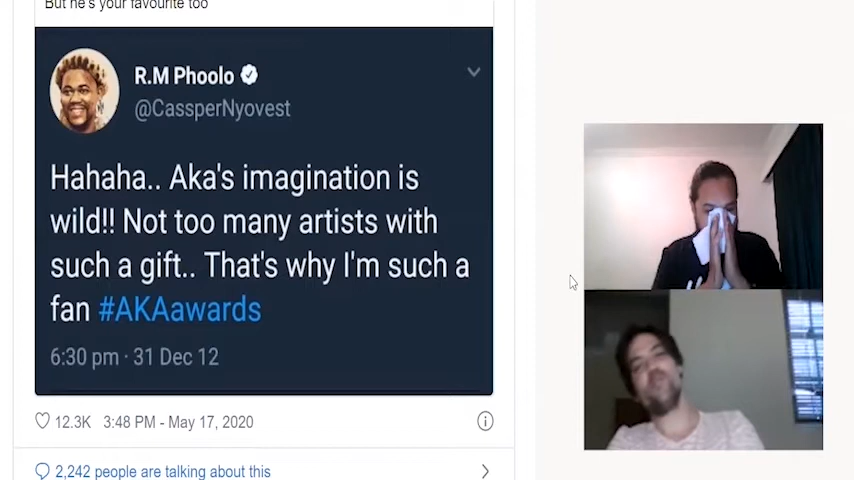 But he's your favourite too
R.M Phoolo
@CassperNyovest
Hahaha.. Aka's imagination is
wild!! Not too many artists with
such a gift.. That's why I'm such a
fan #AKAawards
6:30 pm · 31 Dec 12
12.3K 3:48 PM - May 17, 2020
2,242 people are talking about this